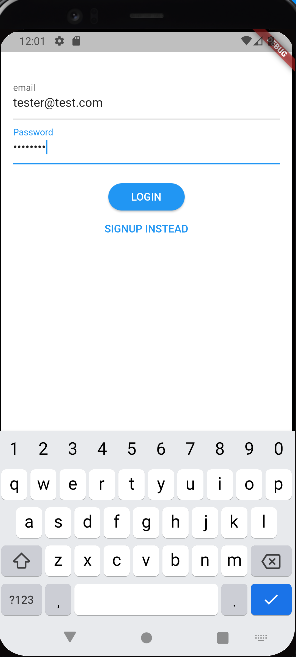 12:01
DEBUG
email
tester@test.com
Password
••••••••
LOGIN
SIGNUP INSTEAD
1 2 3 4 5 6 7 8 9 0
q w e r t y u i o p
a s d f g h j k l
z x c v b n m
?123 , .